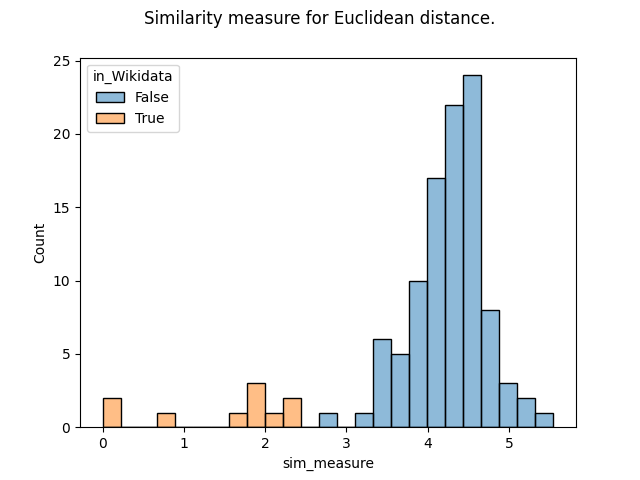 Similarity measure for Euclidean distance.
25
20
15
10
5
0
Count
in_Wikidata
False
True
0 1 2 3 4 5
sim_measure